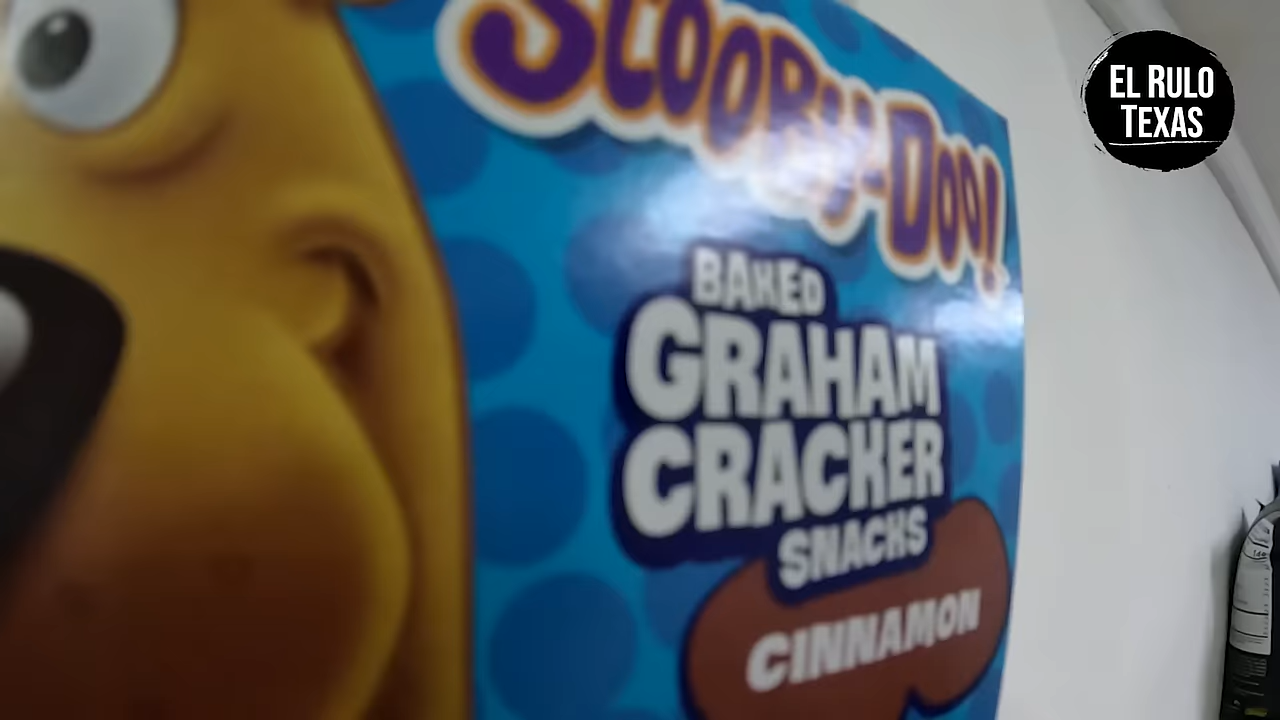 SCOOBY-DOO!
EL RULO
TEXAS
BAKED
GRAHAM
CRACKER
SNACKS
CINNAMON